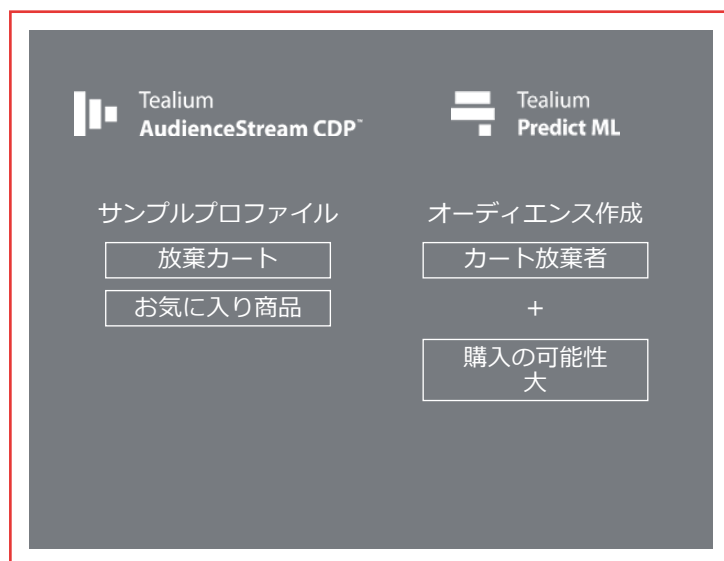 Tealium
AudienceStream CDP™
サンプルプロファイル
放棄カート
お気に入り商品
Tealium
Predict ML
オーディエンス作成
カート放棄者
+
購入の可能性
大